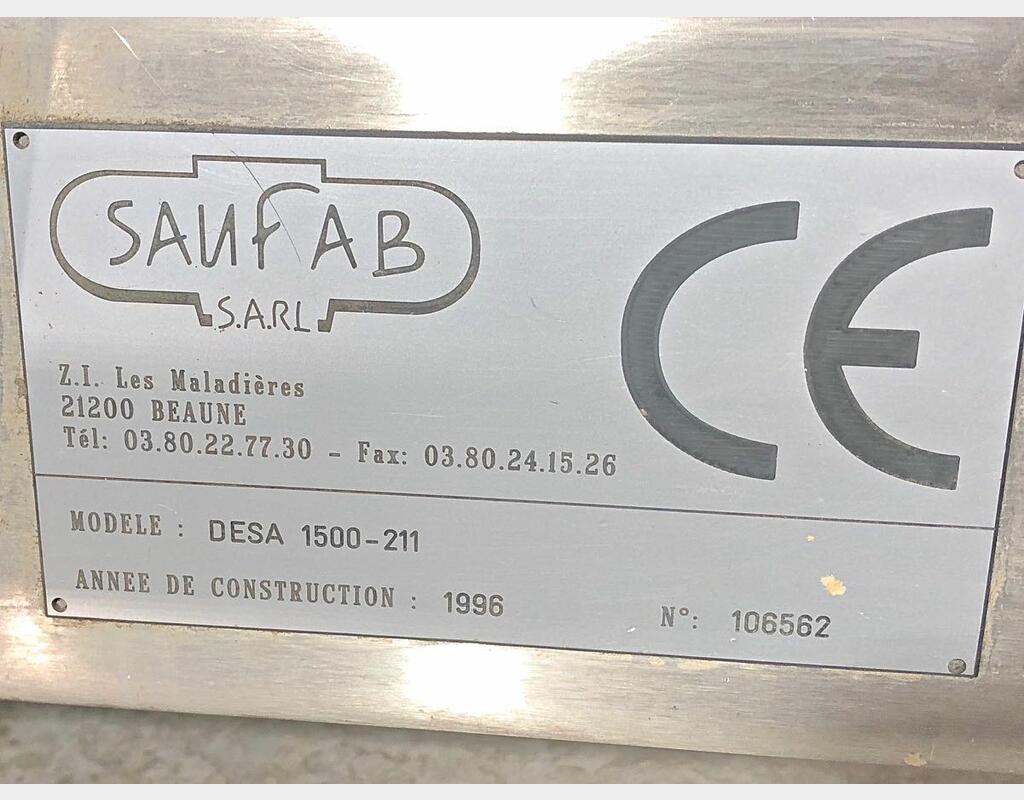 SAUFAB
S.A.R.L
CE
Z.I. Les Maladières
21200 BEAUNE
Tél: 03.80.22.77.30 - Fax: 03.80.24.15.26
MODELE : DESA 1500-211
ANNEE DE CONSTRUCTION : 1996 N°: 106562